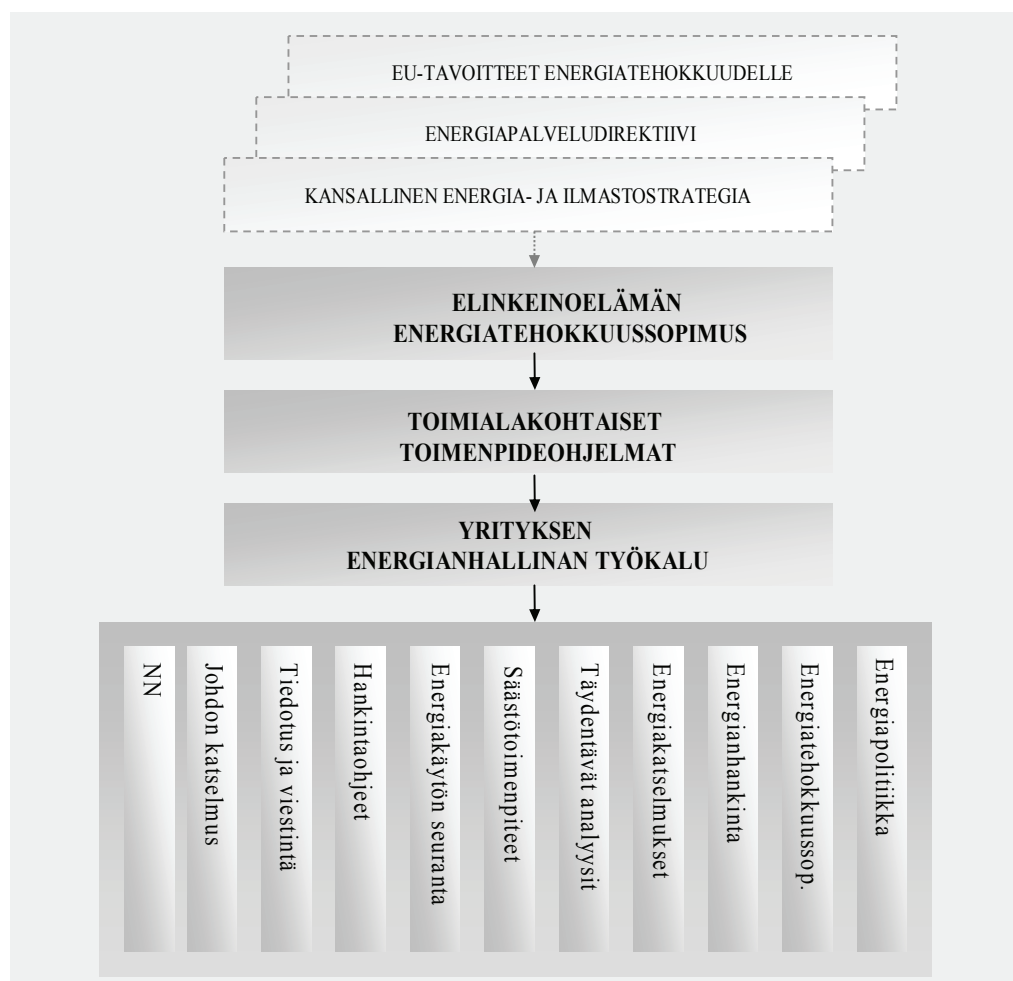 EU-TAVOITTEET ENERGIATEHOKKUUDELLE
ENERGIAPALVELUDIREKTIIVI
KANSALLINEN ENERGIA- JA ILMASTOSTRATEGIA
ELINKEINOELÄMÄN
ENERGIATEHOKKUUSSOPIMUS
TOIMIALAKOHTAISET
TOIMENPIDEOHJELMAT
YRITYKSEN
ENERGIANHALLINAN TYÖKALU
NN
Johdon katselmus
Tiedotus ja viestintä
Hankintaohjeet
Energiakäytön seuranta
Säästötoimenpiteet
Täydentävät analyysit
Energiakatselmukset
Energianhankinta
Energiatehokkuussop.
Energiapolitiikka